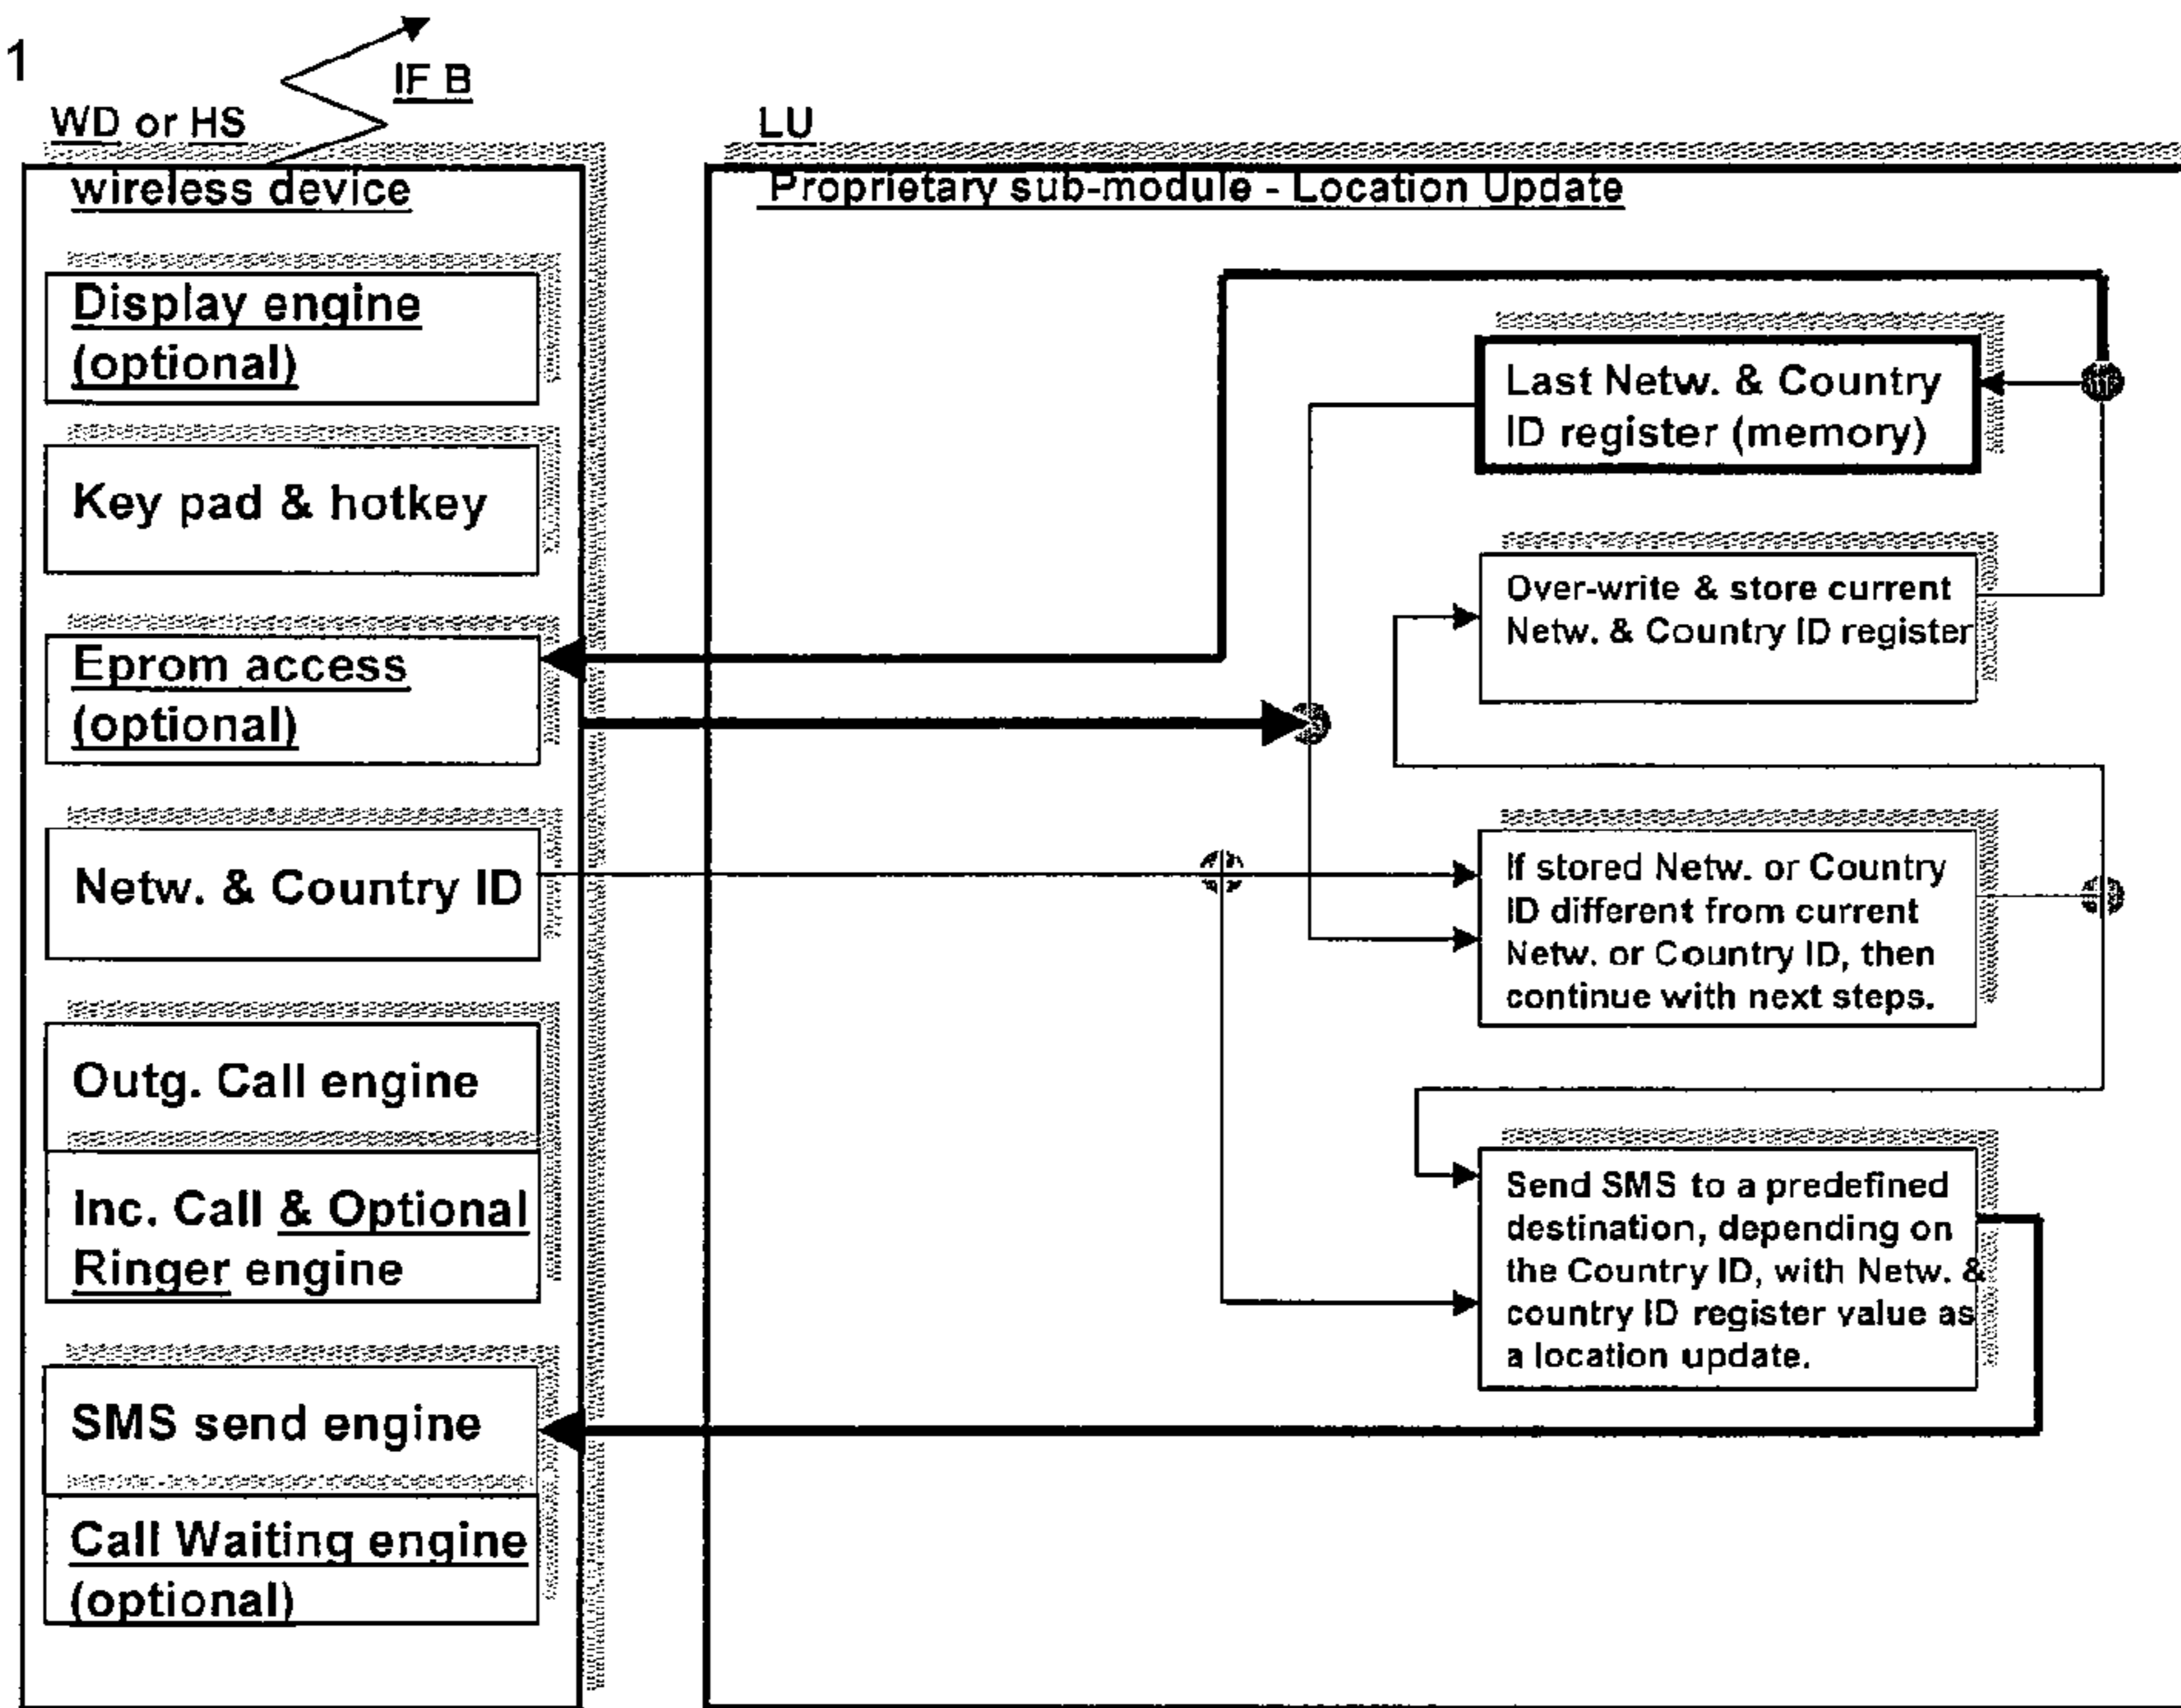 1
IF B
WD or HS
wireless device
Display engine
(optional)
Key pad & hotkey
Eprom access
(optional)
Netw. & Country ID
Outg. Call engine
Inc. Call & Optional
Ringer engine
SMS send engine
Call Waiting engine
(optional)
LU
Proprietary sub-module - Location Update
Last Netw. & Country
ID register (memory)
Over-write & store current
Netw. & Country ID register
If stored Netw. or Country
ID different from current
Netw. or Country ID, then
continue with next steps.
Send SMS to a predefined
destination, depending on
the Country ID, with Netw. &
country ID register value as
a location update.